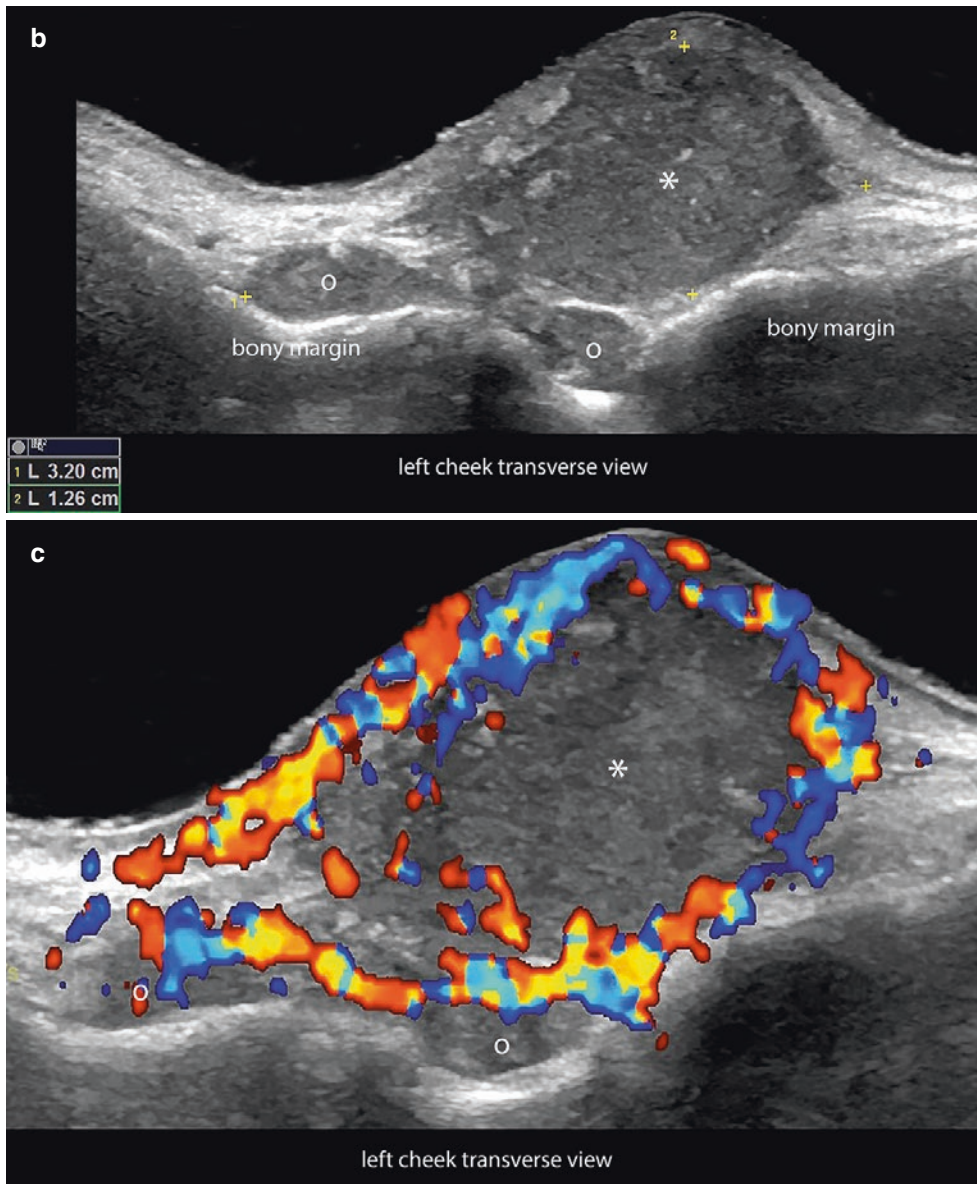 b
2
*
o
1
o
bony margin
bony margin
1 L 3.20 cm
2 L 1.26 cm
left cheek transverse view
c
*
o
o
left cheek transverse view